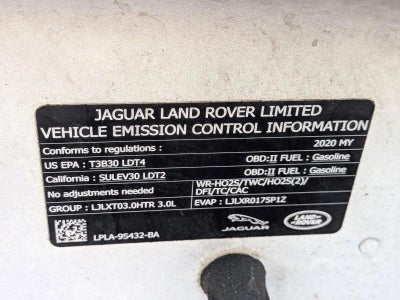 JAGUAR LAND ROVER LIMITED
VEHICLE EMISSION CONTROL INFORMATION
Conforms to regulations: 2020 MY
US EPA : T3B30 LDT4 OBD:II FUEL : Gasoline
California : SULEV30 LDT2 OBD:II FUEL : Gasoline
No adjustments needed WR-HO2S/TWC/HO2S(2)/
DFI/TC/CAC
GROUP : LJLXT03.0HTR 3.0L EVAP : LJLXR0175P1Z
LPLA-9S432-BA JAGUAR LAND-ROVER